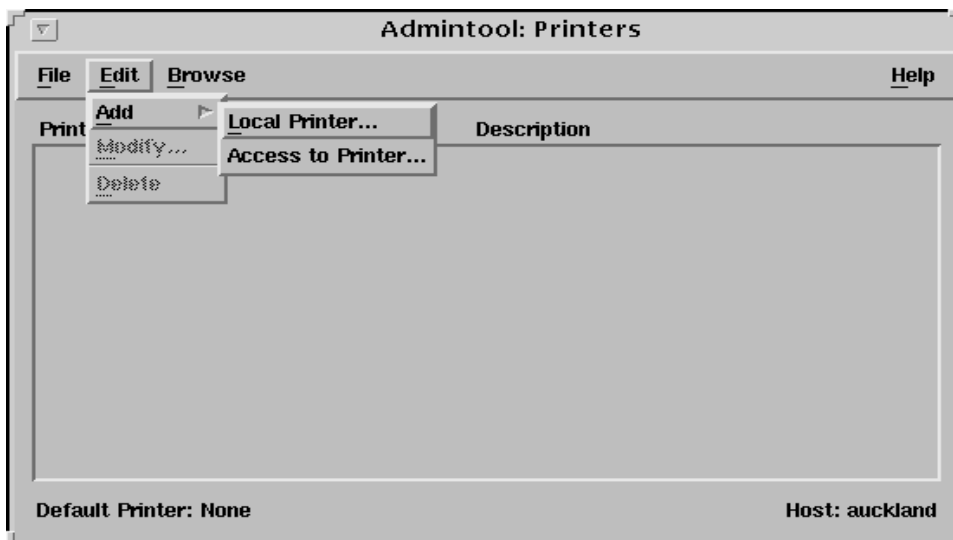 Admintool: Printers
File Edit Browse Help
Add
Local Printer...
Print
Description
Modify...
Access to Printer...
Delete
Default Printer: None
Host: auckland